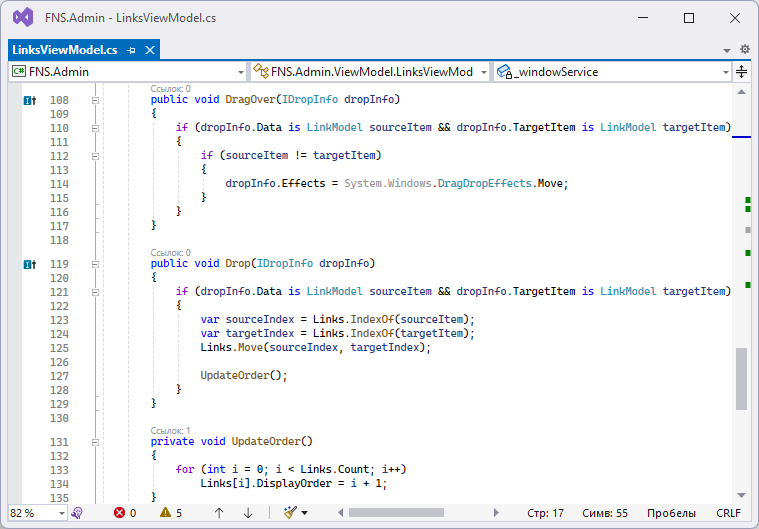 FNS.Admin - LinksViewModel.cs
LinksViewModel.cs
C# FNS.Admin FNS.Admin.ViewModel.LinksViewMod _windowService
Ссылок: 0
108 public void DragOver(IDropInfo dropInfo)
109 {
110 if (dropInfo.Data is LinkModel sourceItem && dropInfo.TargetItem is LinkModel targetItem)
111 {
112 if (sourceItem != targetItem)
113 {
114 dropInfo.Effects = System.Windows.DragDropEffects.Move;
115 }
116 }
117 }
118
Ссылок: 0
119 public void Drop(IDropInfo dropInfo)
120 {
121 if (dropInfo.Data is LinkModel sourceItem && dropInfo.TargetItem is LinkModel targetItem)
122 {
123 var sourceIndex = Links.IndexOf(sourceItem);
124 var targetIndex = Links.IndexOf(targetItem);
125 Links.Move(sourceIndex, targetIndex);
126
127 UpdateOrder();
128 }
129 }
130
Ссылок: 1
131 private void UpdateOrder()
132 {
133 for (int i = 0; i < Links.Count; i++)
134 Links[i].DisplayOrder = i + 1;
135 }
82 % 0 5 Стр: 17 Симв: 55 Пробелы CRLF